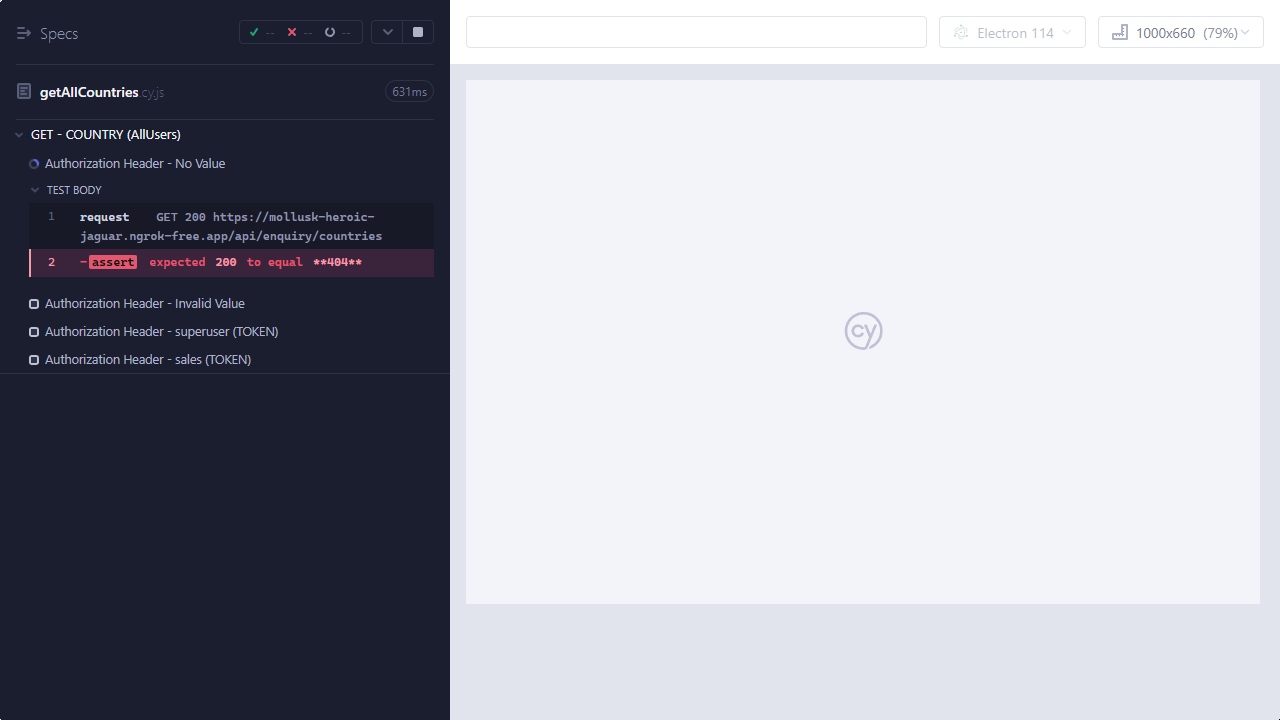 Specs
--
--
--
Electron 114
1000x660 (79%)
getAllCountries.cy.js
631ms
GET - COUNTRY (AllUsers)
Authorization Header - No Value
TEST BODY
1 request GET 200 https://mollusk-heroic-
jaguar.ngrok-free.app/api/enquiry/countries
2 -assert expected 200 to equal **404**
Authorization Header - Invalid Value
Authorization Header - superuser (TOKEN)
Authorization Header - sales (TOKEN)
cy